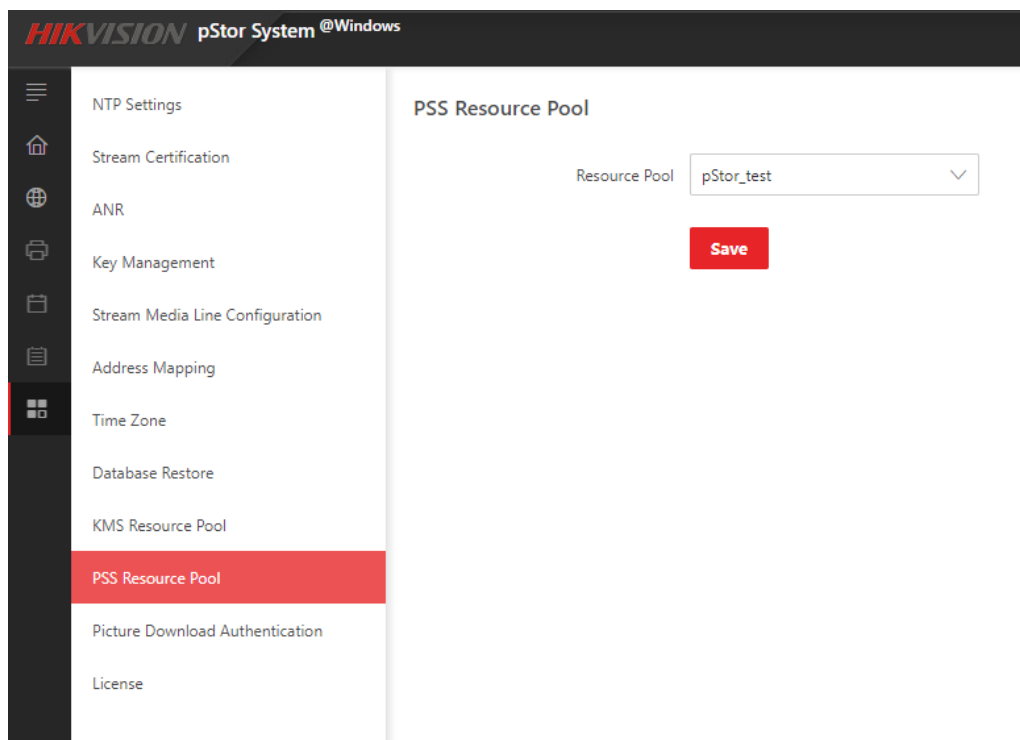 HIKVISION pStor System @Windows
NTP Settings
Stream Certification
ANR
Key Management
Stream Media Line Configuration
Address Mapping
Time Zone
Database Restore
KMS Resource Pool
PSS Resource Pool
Picture Download Authentication
License
PSS Resource Pool
Resource Pool pStor_test
Save